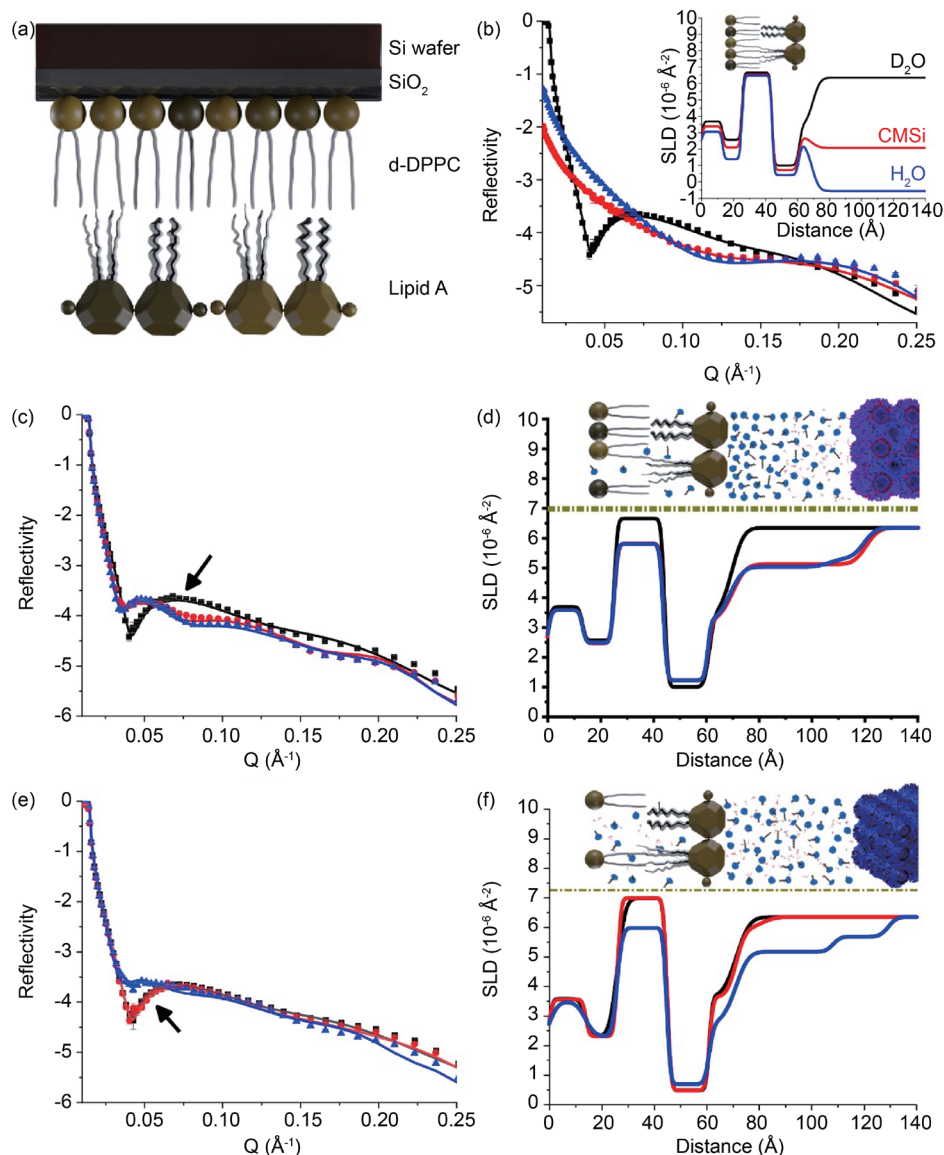 (a)
Si wafer
SiO2
d-DPPC
Lipid A
(b)
0
-1
-2
-3
-4
-5
Reflectivity
0.05 0.10 0.15 0.20 0.25
Q (Å-1)
10
9
8
7
6
5
4
3
2
1
0
-1
SLD (10-6 Å-2)
0 20 40 60 80 100 120 140
Distance (Å)
D2O
CMSi
H2O
(c)
0
-1
-2
-3
-4
-5
-6
Reflectivity
0.05 0.10 0.15 0.20 0.25
Q (Å-1)
(d)
10
9
8
7
6
5
4
3
2
1
0
SLD (10-6 Å-2)
0 20 40 60 80 100 120 140
Distance (Å)
(e)
0
-1
-2
-3
-4
-5
-6
Reflectivity
0.05 0.10 0.15 0.20 0.25
Q (Å-1)
(f)
10
9
8
7
6
5
4
3
2
1
0
SLD (10-6 Å-2)
0 20 40 60 80 100 120 140
Distance (Å)